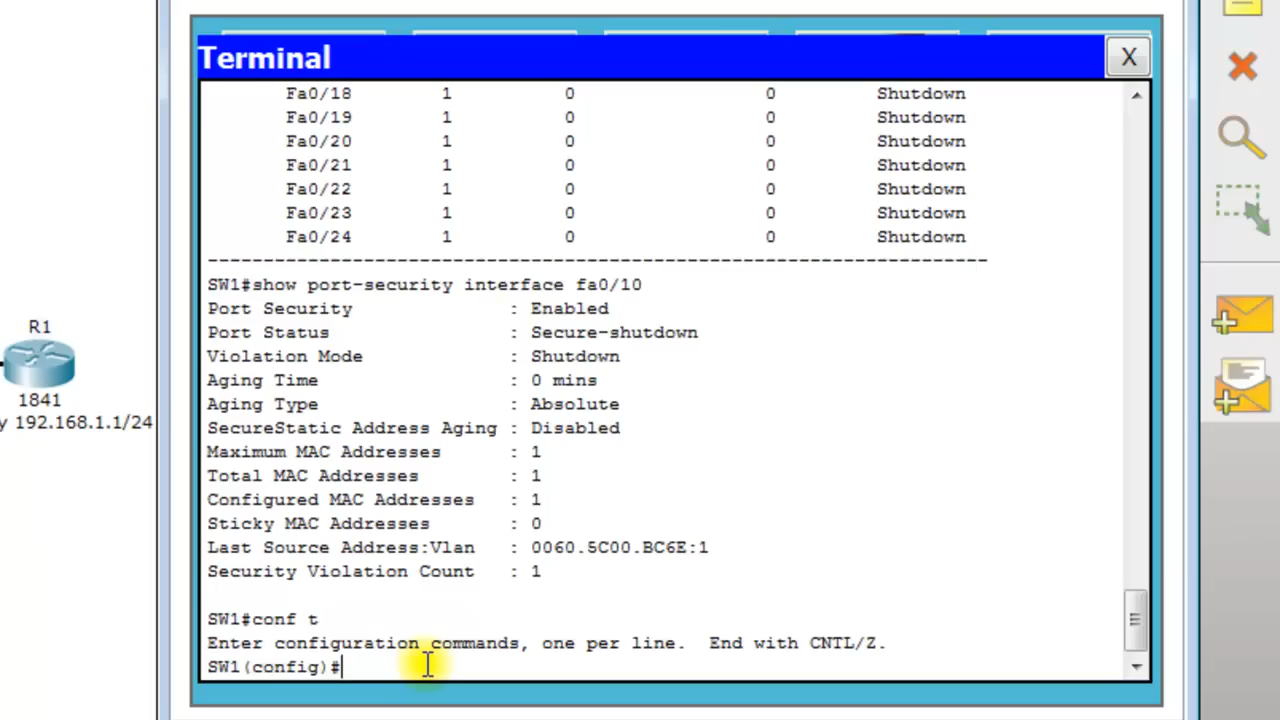 Terminal
X
Fa0/18 1 0 0 Shutdown
Fa0/19 1 0 0 Shutdown
Fa0/20 1 0 0 Shutdown
Fa0/21 1 0 0 Shutdown
Fa0/22 1 0 0 Shutdown
Fa0/23 1 0 0 Shutdown
Fa0/24 1 0 0 Shutdown
----------------------------------------------------------------------
SW1#show port-security interface fa0/10
Port Security : Enabled
Port Status : Secure-shutdown
Violation Mode : Shutdown
Aging Time : 0 mins
Aging Type : Absolute
SecureStatic Address Aging : Disabled
Maximum MAC Addresses : 1
Total MAC Addresses : 1
Configured MAC Addresses : 1
Sticky MAC Addresses : 0
Last Source Address:Vlan : 0060.5C00.BC6E:1
Security Violation Count : 1
SW1#conf t
Enter configuration commands, one per line. End with CNTL/Z.
SW1(config)#
R1
1841
y 192.168.1.1/24